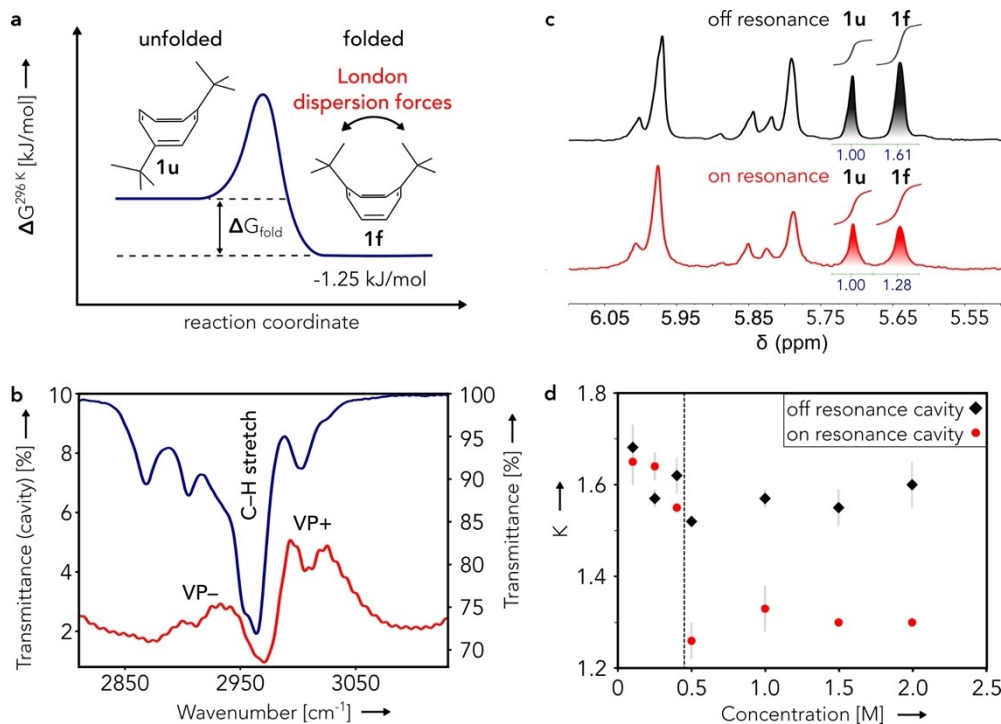 a
unfolded
folded
London
dispersion forces
1u
1f
ΔG296 K [kJ/mol]
ΔGfold
-1.25 kJ/mol
reaction coordinate
b
10
8
6
4
2
100
95
90
85
80
75
70
Transmittance (cavity) [%]
Transmittance [%]
C–H stretch
VP+
VP–
2850
2950
3050
Wavenumber [cm-1]
c
off resonance
1u
1f
1.00
1.61
on resonance
1u
1f
1.00
1.28
6.05
5.95
5.85
5.75
5.65
5.55
δ (ppm)
d
1.8
1.6
1.4
1.2
K
off resonance cavity
on resonance cavity
0
0.5
1.0
1.5
2.0
2.5
Concentration [M]